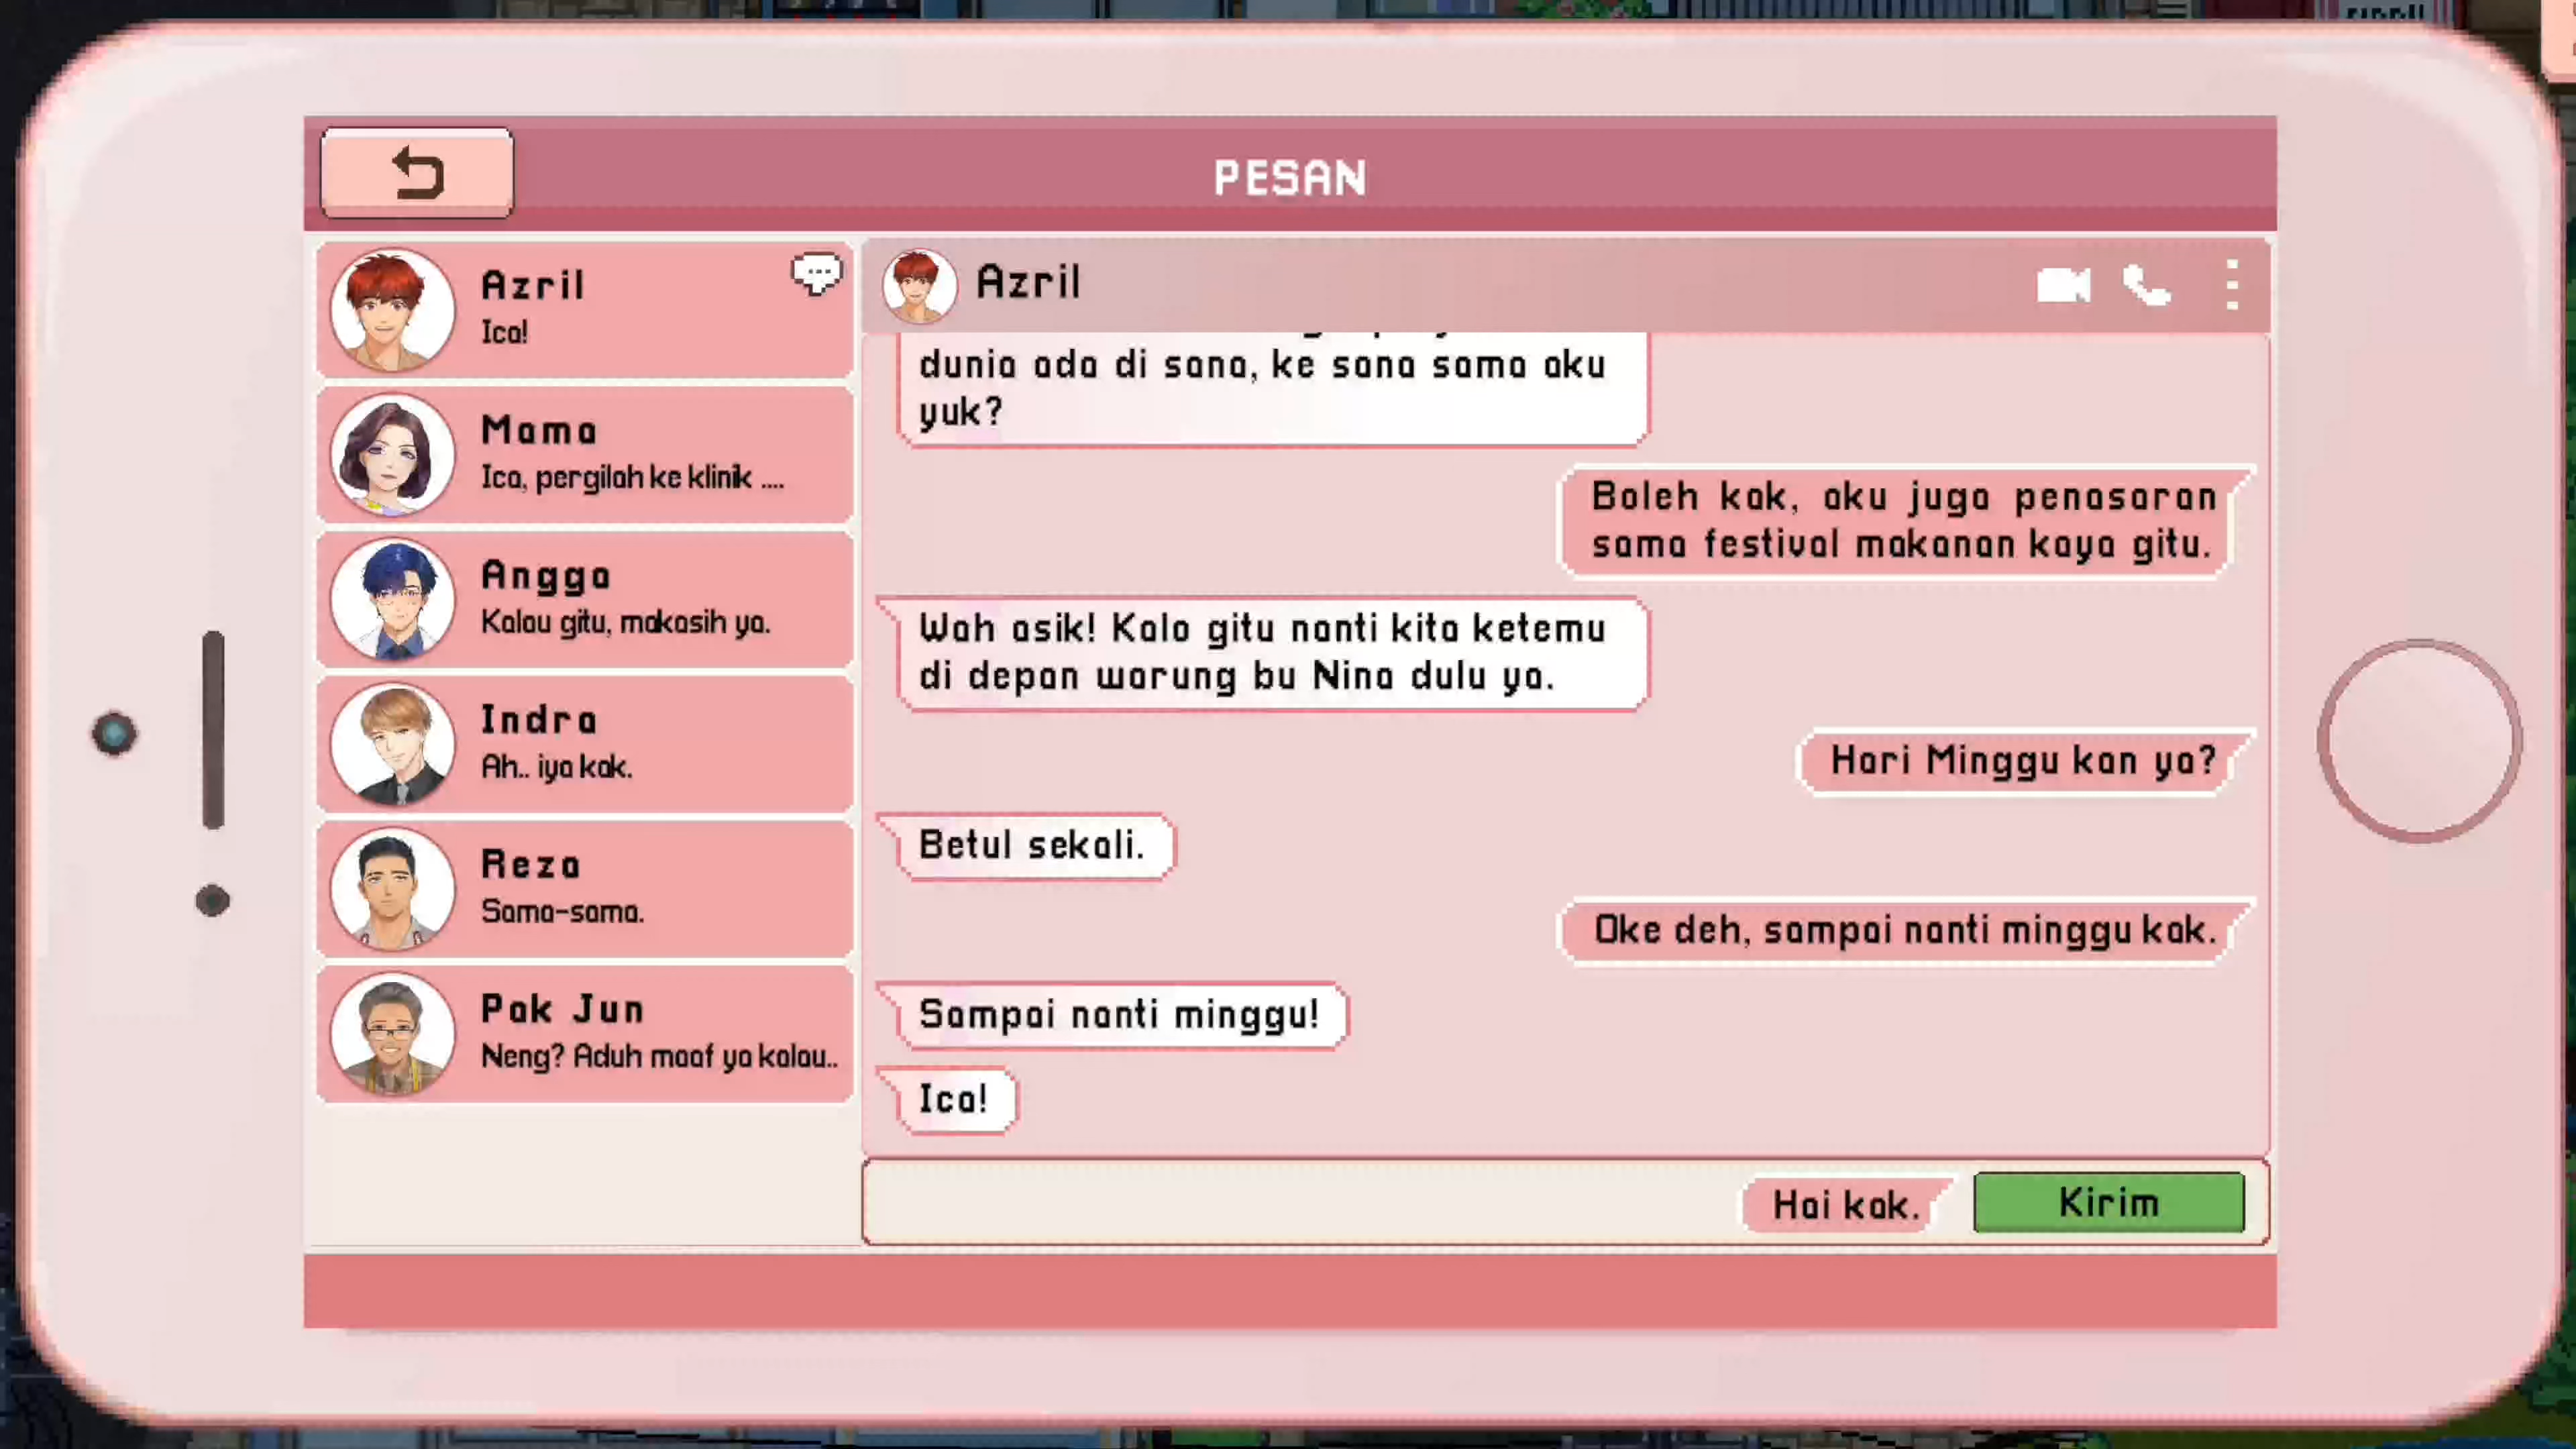 PESAN
Azril
Ica!
Mama
Ica, pergilah ke klinik ....
Angga
Kalau gitu, makasih ya.
Indra
Ah.. iya kak.
Reza
Sama-sama.
Pak Jun
Neng? Aduh maaf ya kalau..
Azril
dunia ada di sana, ke sana sama aku
yuk?
Boleh kak, aku juga penasaran
sama festival makanan kaya gitu.
Wah asik! Kalo gitu nanti kita ketemu
di depan warung bu Nina dulu ya.
Hari Minggu kan ya?
Betul sekali.
Oke deh, sampai nanti minggu kak.
Sampai nanti minggu!
Ica!
Hai kak.
Kirim